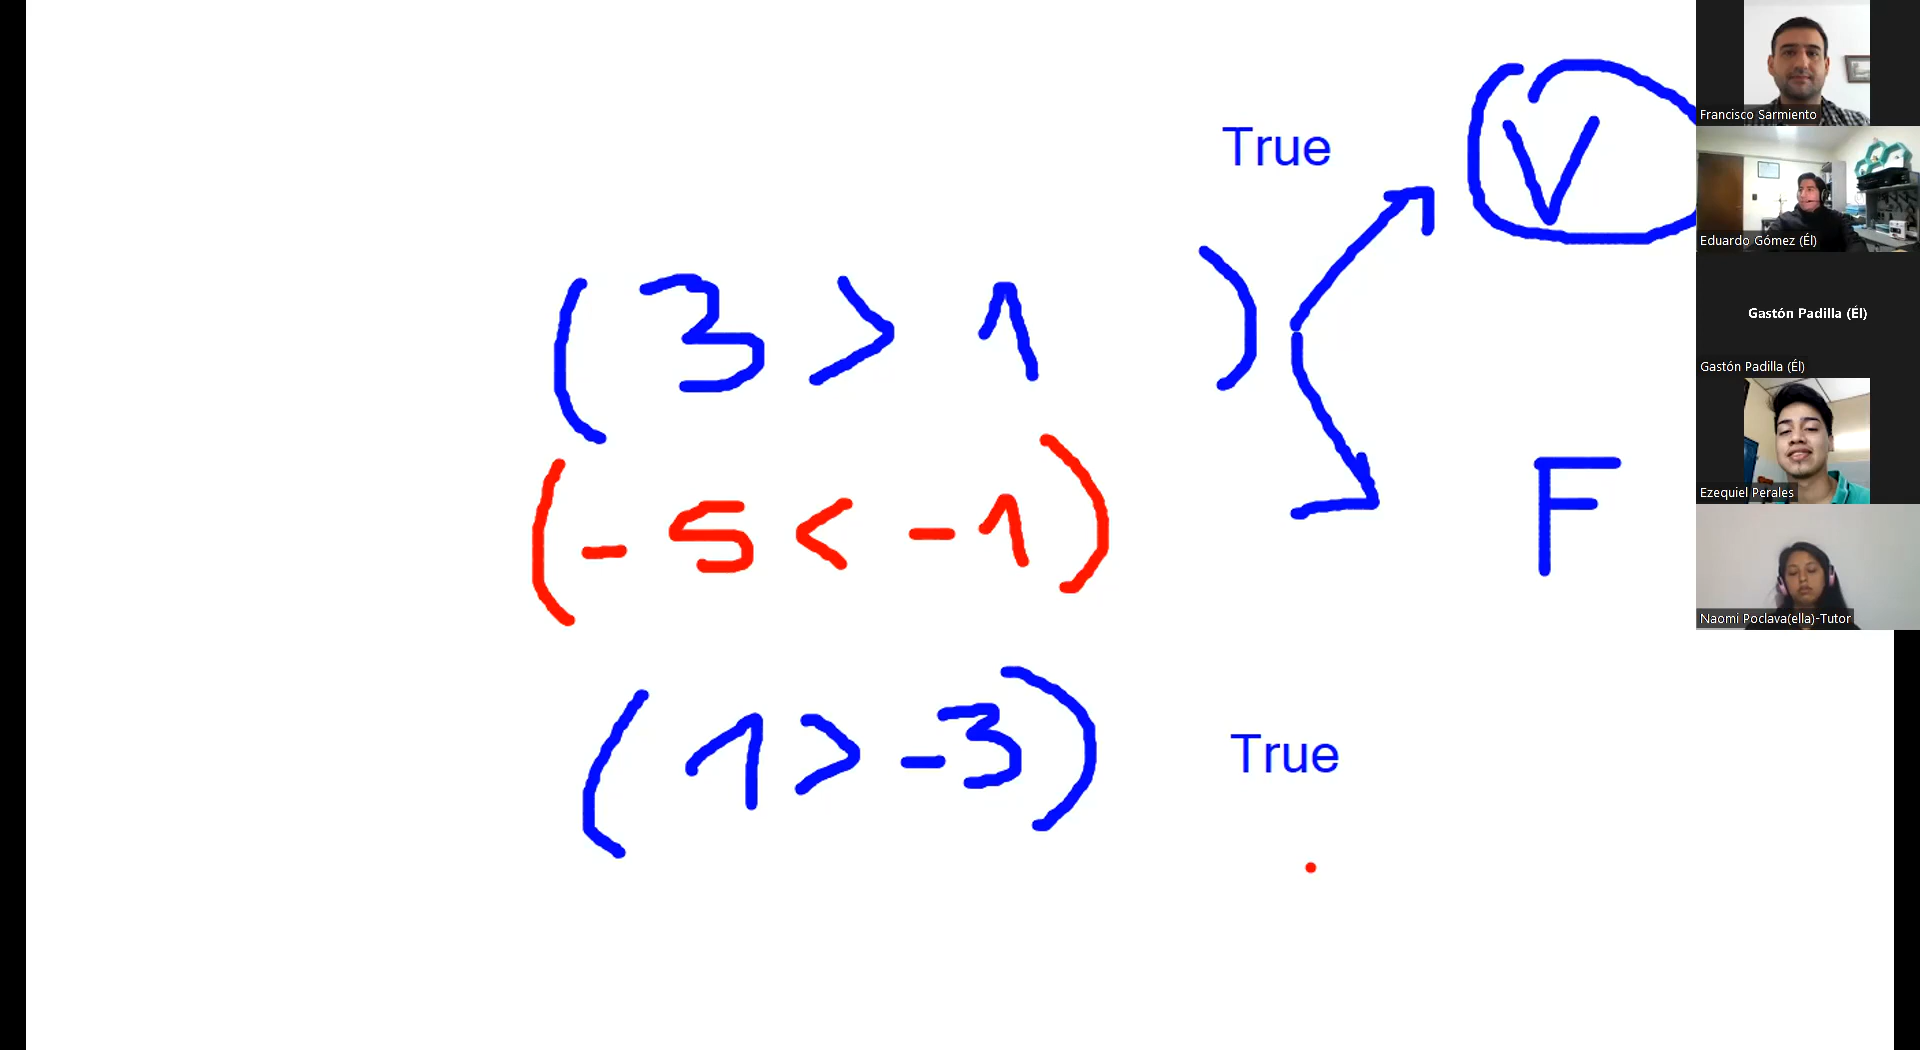 True
V
( 3 > 1 )
(- 5 < - 1)
F
(1 > - 3)
True
Francisco Sarmiento
Eduardo Gómez (Él)
Gastón Padilla (Él)
Gastón Padilla (Él)
Ezequiel Perales
Naomi Poclava(ella)-Tutor